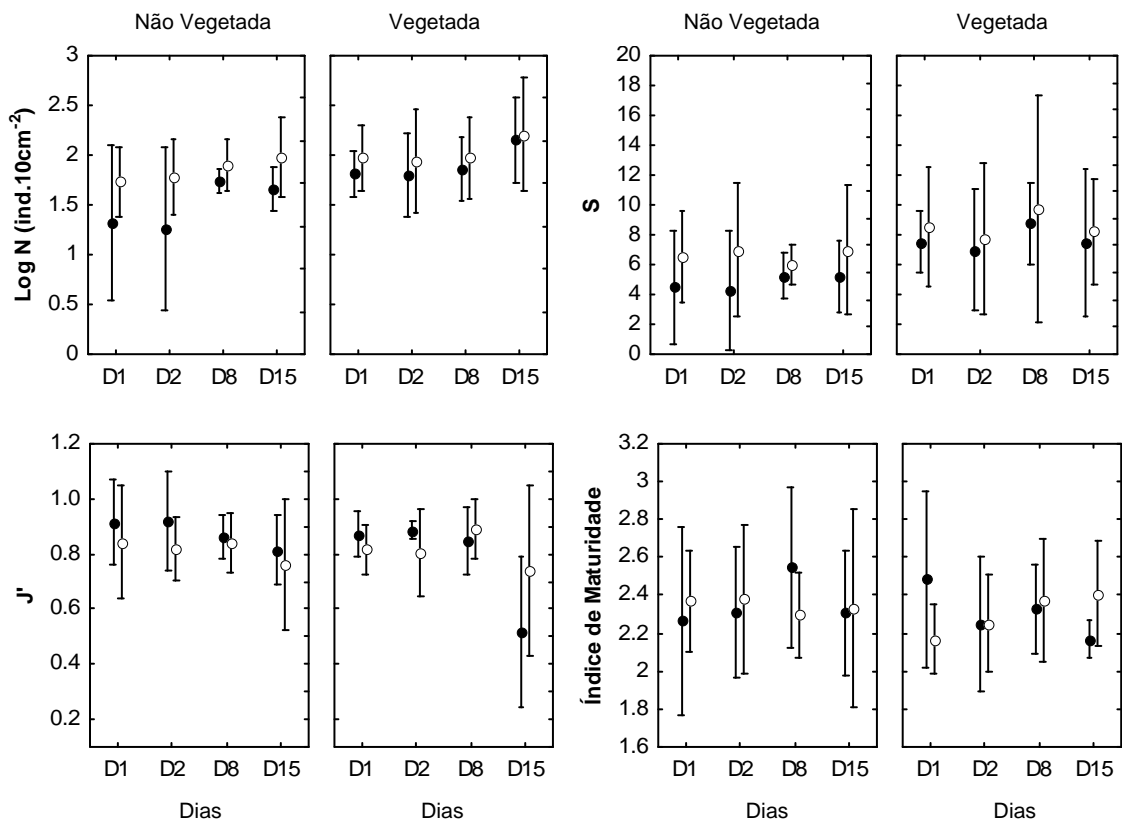 Não Vegetada
Vegetada
Log N (ind.10cm-2)
3
2.5
2
1.5
1
0.5
0
D1 D2 D8 D15
D1 D2 D8 D15
Não Vegetada
Vegetada
S
20
18
16
14
12
10
8
6
4
2
0
D1 D2 D8 D15
D1 D2 D8 D15
J'
1.2
1.0
0.8
0.6
0.4
0.2
D1 D2 D8 D15
D1 D2 D8 D15
Dias
Dias
Índice de Maturidade
3.2
3
2.8
2.6
2.4
2.2
2
1.8
1.6
D1 D2 D8 D15
D1 D2 D8 D15
Dias
Dias